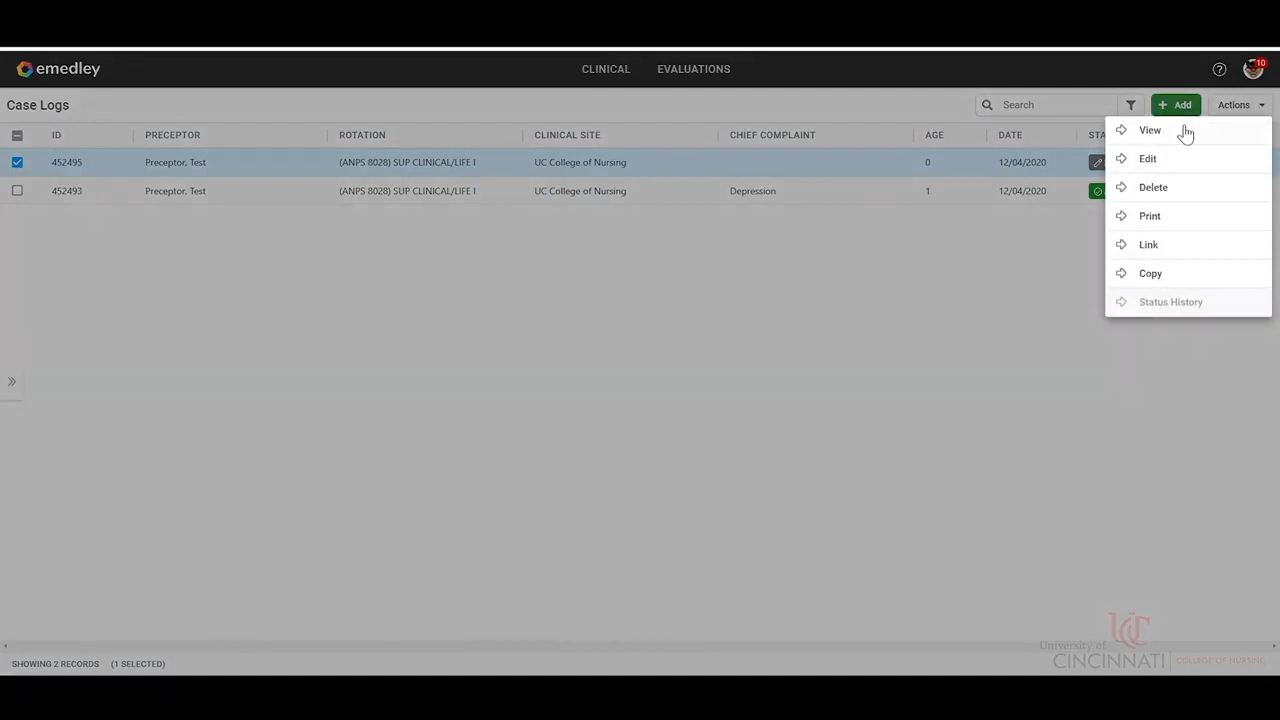 emedley
CLINICAL EVALUATIONS
10
Case Logs
Search
Add
Actions
ID PRECEPTOR ROTATION CLINICAL SITE CHIEF COMPLAINT AGE DATE STA
452495 Preceptor, Test (ANPS 8028) SUP CLINICAL/LIFE I UC College of Nursing 0 12/04/2020
452493 Preceptor, Test (ANPS 8028) SUP CLINICAL/LIFE I UC College of Nursing Depression 1 12/04/2020
View
Edit
Delete
Print
Link
Copy
Status History
SHOWING 2 RECORDS (1 SELECTED)
UC
University of
CINCINNATI COLLEGE OF NURSING